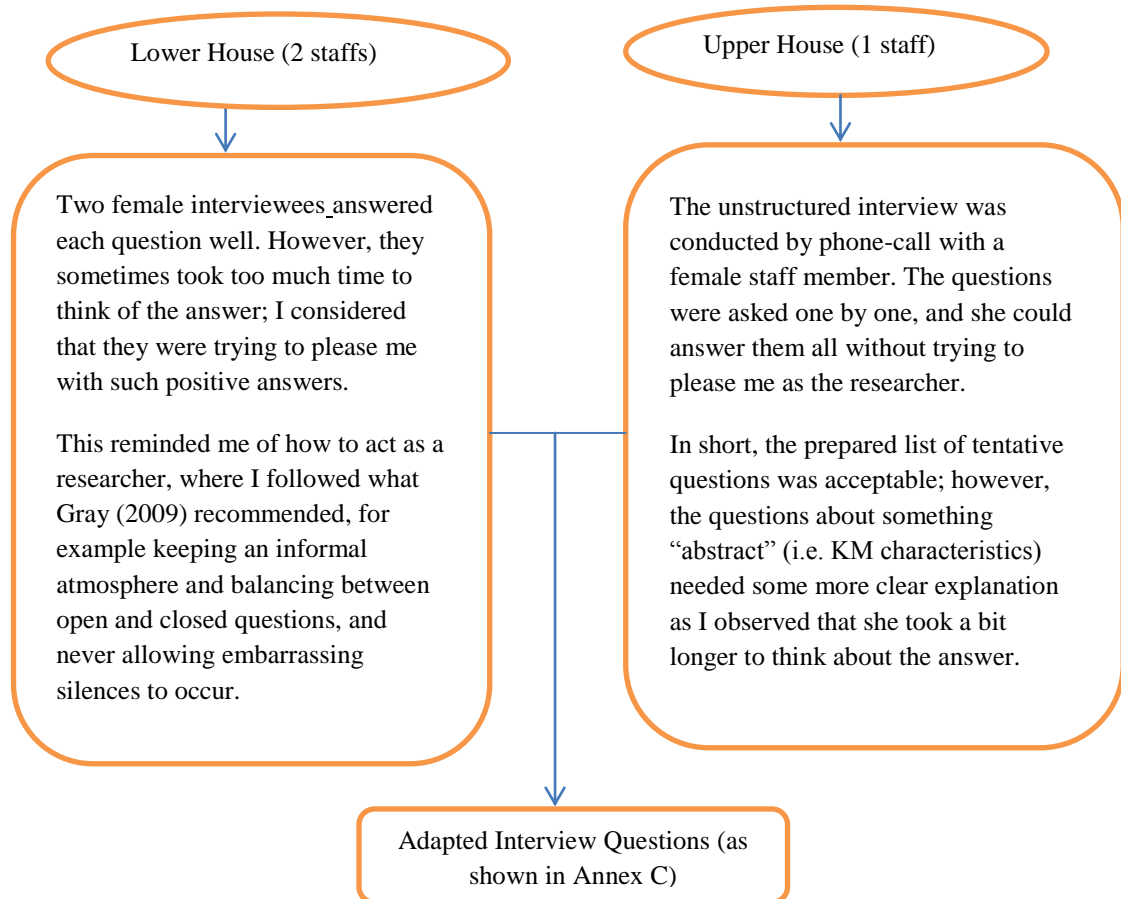 Lower House (2 staffs)
Upper House (1 staff)
Two female interviewees answered
each question well. However, they
sometimes took too much time to
think of the answer; I considered
that they were trying to please me
with such positive answers.
This reminded me of how to act as a
researcher, where I followed what
Gray (2009) recommended, for
example keeping an informal
atmosphere and balancing between
open and closed questions, and
never allowing embarrassing
silences to occur.
The unstructured interview was
conducted by phone-call with a
female staff member. The questions
were asked one by one, and she could
answer them all without trying to
please me as the researcher.
In short, the prepared list of tentative
questions was acceptable; however,
the questions about something
“abstract” (i.e. KM characteristics)
needed some more clear explanation
as I observed that she took a bit
longer to think about the answer.
Adapted Interview Questions (as
shown in Annex C)